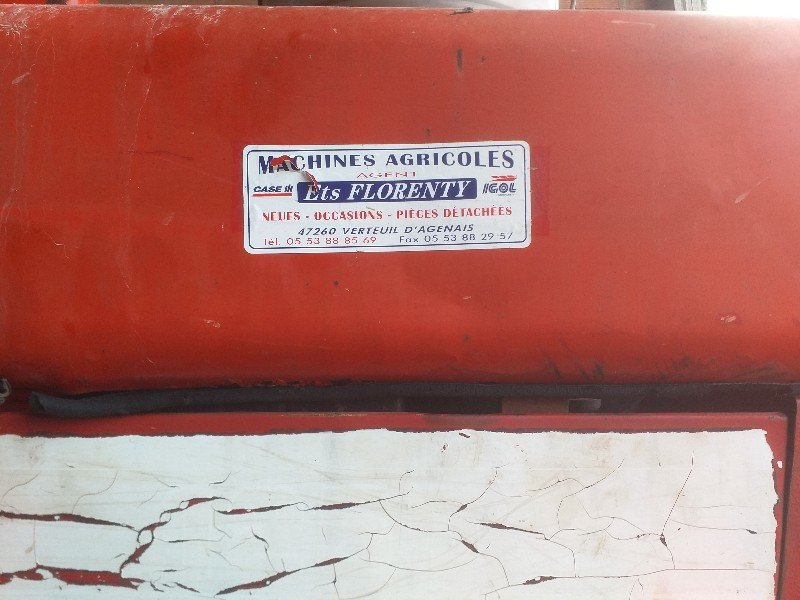 MACHINES AGRICOLES
AGENT
CASE IH Ets FLORENTY IGOL
NEUES - OCCASIONS - PIÈCES DÉTACHÉES
47260 VERTEUIL D'AGENAIS
Tél. 05 53 88 85 69 Fax 05 53 88 29 57